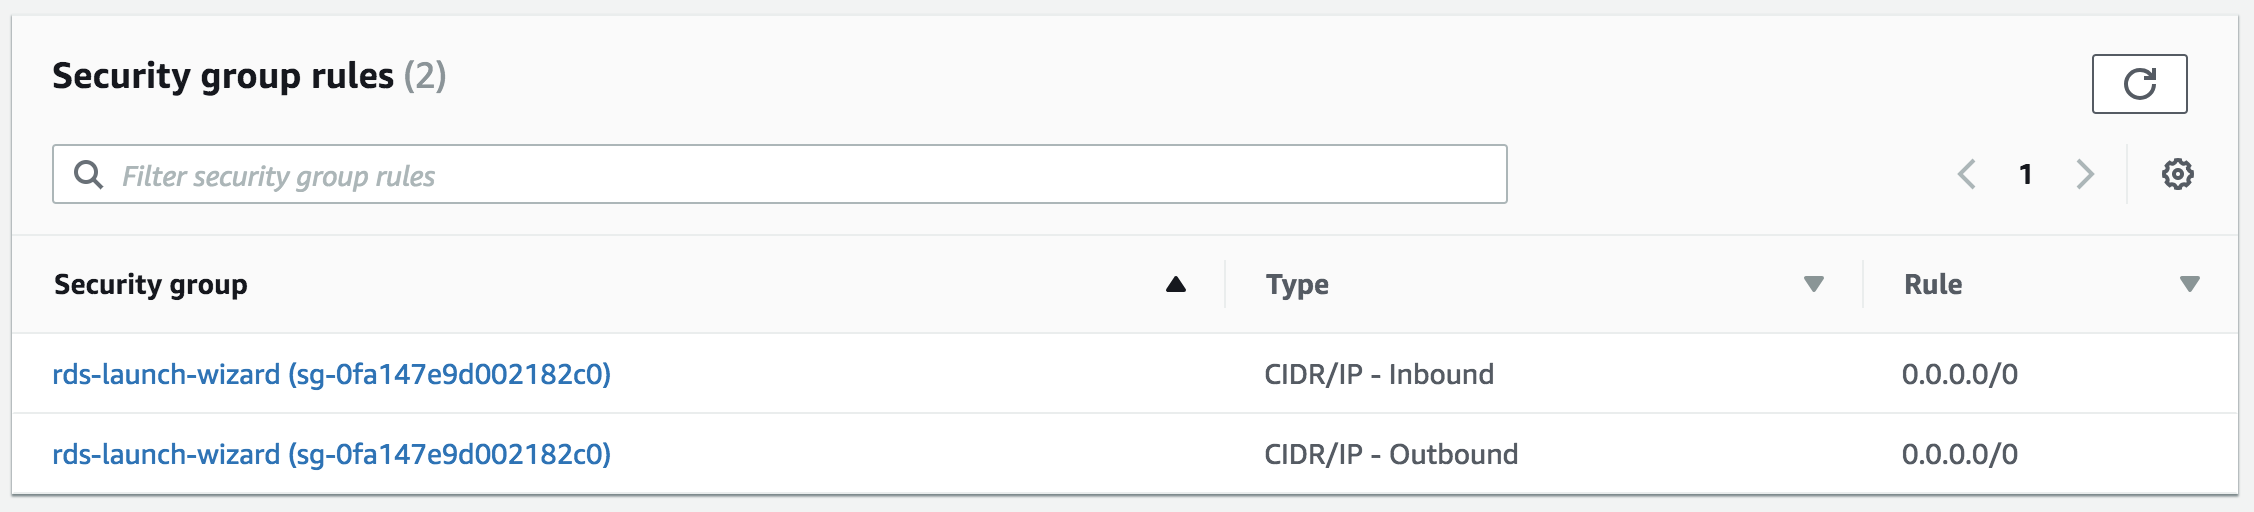 Security group rules (2)
Filter security group rules
1
Security group Type Rule
rds-launch-wizard (sg-0fa147e9d002182c0) CIDR/IP - Inbound 0.0.0.0/0
rds-launch-wizard (sg-0fa147e9d002182c0) CIDR/IP - Outbound 0.0.0.0/0